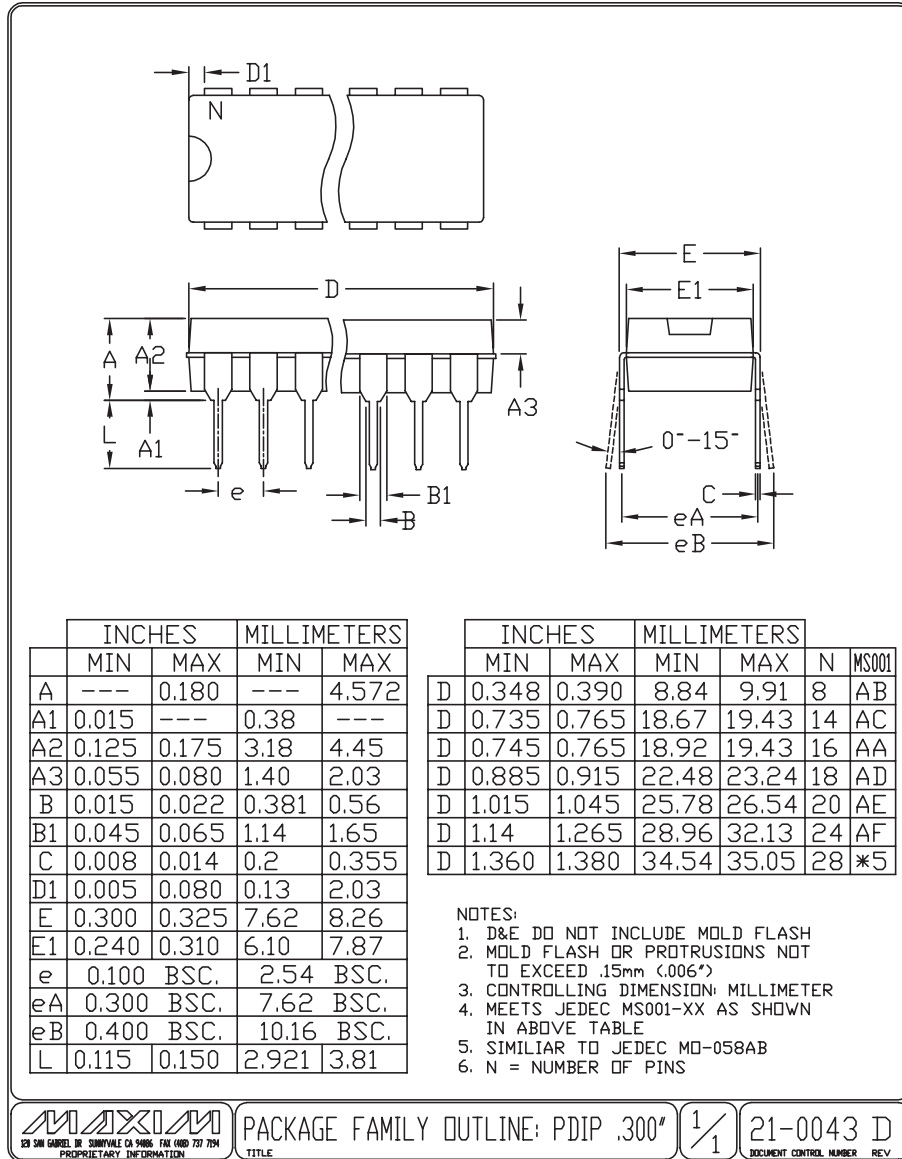 D1
N
D
E
E1
A
A2
A3
L
A1
0°-15°
e
B1
B
C
eA
eB
INCHES MILLIMETERS
MIN MAX MIN MAX
A --- 0.180 --- 4.572
A1 0.015 --- 0.38 ---
A2 0.125 0.175 3.18 4.45
A3 0.055 0.080 1.40 2.03
B 0.015 0.022 0.381 0.56
B1 0.045 0.065 1.14 1.65
C 0.008 0.014 0.2 0.355
D1 0.005 0.080 0.13 2.03
E 0.300 0.325 7.62 8.26
E1 0.240 0.310 6.10 7.87
e 0.100 BSC. 2.54 BSC.
eA 0.300 BSC. 7.62 BSC.
eB 0.400 BSC. 10.16 BSC.
L 0.115 0.150 2.921 3.81
INCHES MILLIMETERS
MIN MAX MIN MAX N MS001
D 0.348 0.390 8.84 9.91 8 AB
D 0.735 0.765 18.67 19.43 14 AC
D 0.745 0.765 18.92 19.43 16 AA
D 0.885 0.915 22.48 23.24 18 AD
D 1.015 1.045 25.78 26.54 20 AE
D 1.14 1.265 28.96 32.13 24 AF
D 1.360 1.380 34.54 35.05 28 *5
NOTES:
1. D&E DO NOT INCLUDE MOLD FLASH
2. MOLD FLASH OR PROTRUSIONS NOT
TO EXCEED .15mm (.006")
3. CONTROLLING DIMENSION: MILLIMETER
4. MEETS JEDEC MS001-XX AS SHOWN
IN ABOVE TABLE
5. SIMILIAR TO JEDEC MO-058AB
6. N = NUMBER OF PINS
MAXIM
120 SAN GABRIEL DR SUNNYVALE CA 94086 FAX (408) 737 7194
PROPRIETARY INFORMATION
PACKAGE FAMILY OUTLINE: PDIP .300"
TITLE
1/1
21-0043 D
DOCUMENT CONTROL NUMBER REV